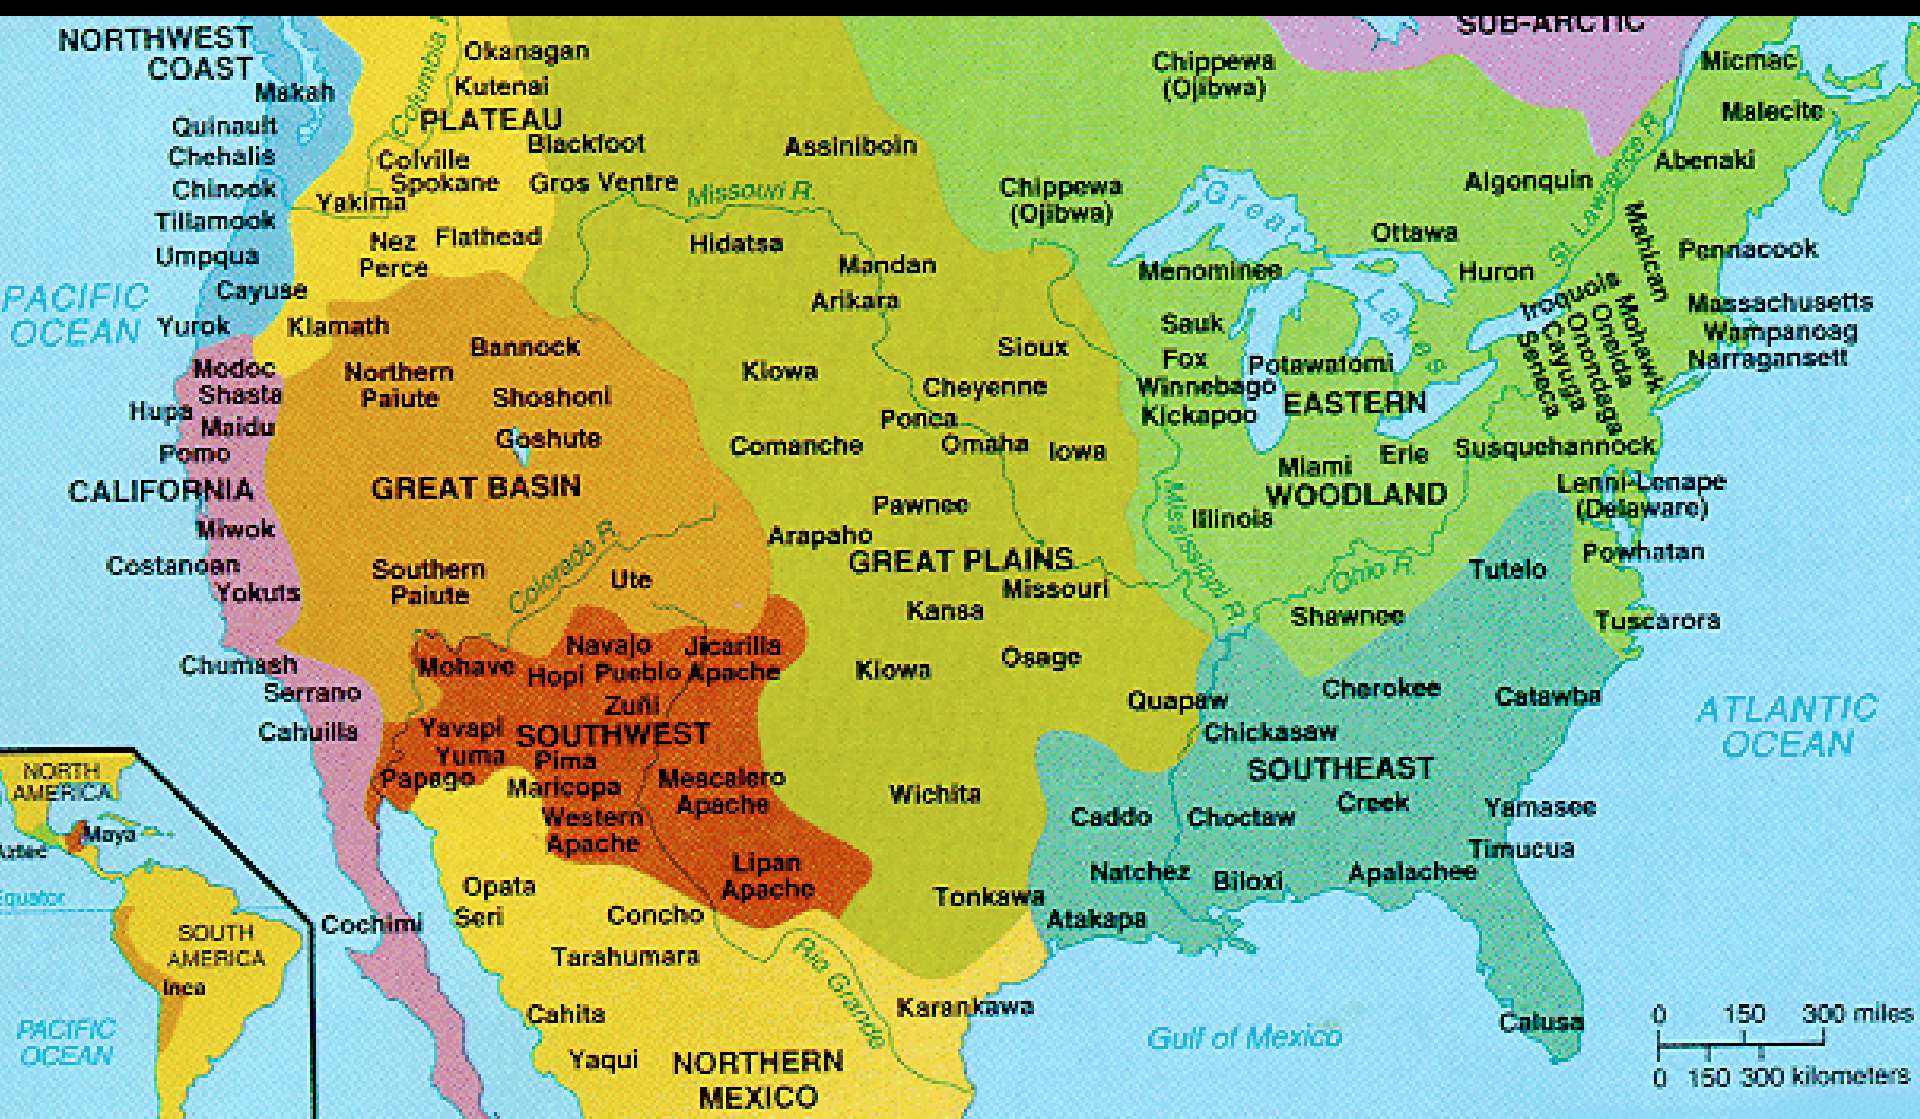 NORTHWEST
COAST
Makah
Quinault
Chehalis
Chinook
Tillamook
Umpqua
Cayuse
Yurok
PACIFIC
OCEAN
Columbia R.
Okanagan
Kutenai
PLATEAU
Colville
Spokane
Yakima
Nez
Perce
Flathead
Klamath
Blackfoot
Gros Ventre
Missouri R.
Assiniboin
Hidatsa
Mandan
Arikara
Kiowa
Sioux
Cheyenne
Ponca
Omaha
Iowa
Comanche
Pawnee
Arapaho
GREAT PLAINS
Missouri
Kansa
Kiowa
Osage
Quapaw
Wichita
Tonkawa
SUB-ARCTIC
Chippewa
(Ojibwa)
Chippewa
(Ojibwa)
Great
Lakes
Menominee
Sauk
Fox
Winnebago
Kickapoo
Potawatomi
EASTERN
WOODLAND
Miami
Erie
Illinois
Mississippi R.
Ohio R.
Shawnee
Algonquin
Ottawa
Huron
St. Lawrence R.
Micmac
Malecite
Abenaki
Mahican
Pennacook
Massachusetts
Wampanoag
Narragansett
Iroquois
Mohawk
Oneida
Onondaga
Cayuga
Seneca
Susquehannock
Lenni-Lenape
(Delaware)
Powhatan
Tuscarora
Tutelo
Modoc
Shasta
Hupa
Maidu
Pomo
CALIFORNIA
Miwok
Costanoan
Yokuts
Chumash
Serrano
Cahuilla
Cochimi
Bannock
Northern
Paiute
Shoshoni
Goshute
GREAT BASIN
Colorado R.
Southern
Paiute
Ute
Navajo
Jicarilla
Apache
Mohave
Hopi
Pueblo
Zuñi
Yavapi
SOUTHWEST
Yuma
Pima
Papago
Maricopa
Mescalero
Apache
Western
Apache
Lipan
Apache
Cherokee
Catawba
Chickasaw
SOUTHEAST
Creek
Yamasee
Caddo
Choctaw
Timucua
Natchez
Biloxi
Apalachee
Atakapa
Calusa
ATLANTIC
OCEAN
Opata
Seri
Concho
Tarahumara
Cahita
Yaqui
NORTHERN
MEXICO
Rio Grande
Karankawa
Gulf of Mexico
NORTH
AMERICA
Maya
Aztec
Equator
SOUTH
AMERICA
Inca
PACIFIC
OCEAN
0 150 300 miles
0 150 300 kilometers